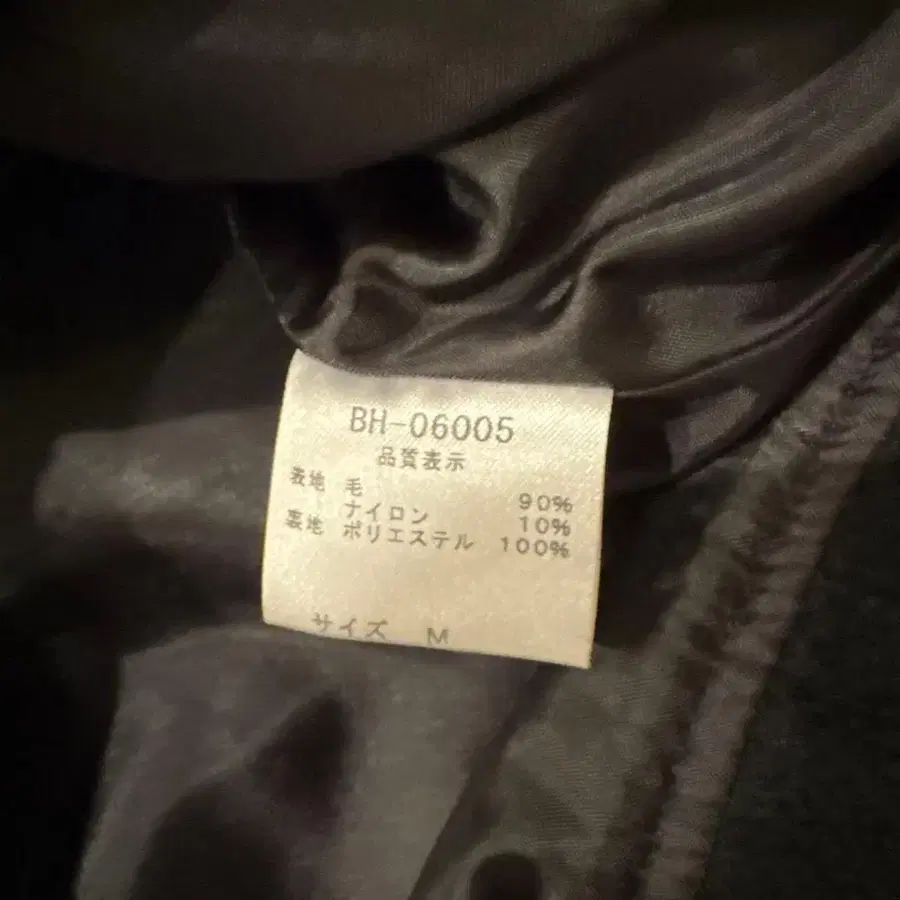 BH-06005
品質表示
表地 毛 90%
ナイロン 10%
表地 ポリエステル 100%
サイズ M